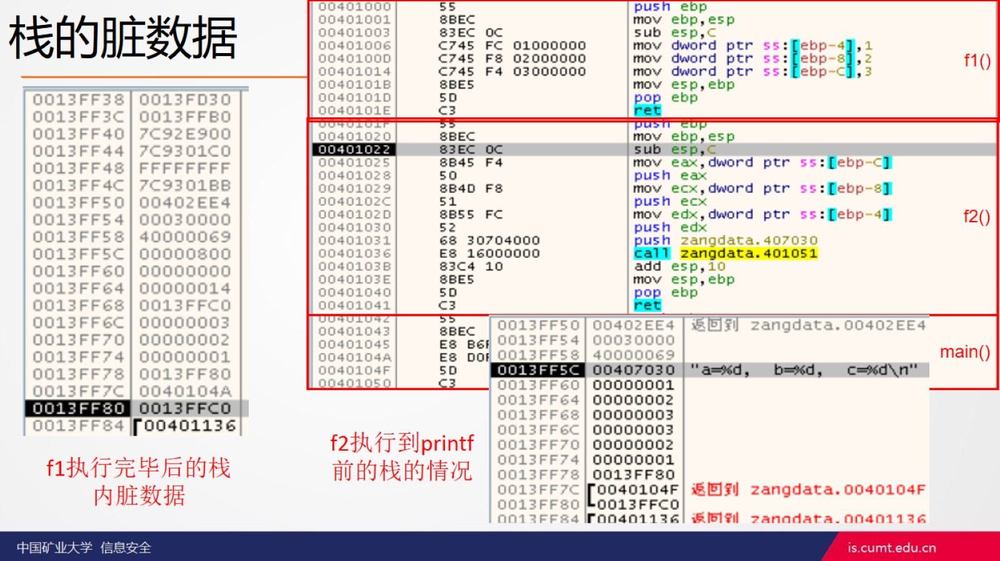 栈的脏数据
00401000 55 push ebp
00401001 8BEC mov ebp,esp
00401003 83EC 0C sub esp,C
00401006 C745 FC 01000000 mov dword ptr ss:[ebp-4],1
0040100D C745 F8 02000000 mov dword ptr ss:[ebp-8],2
00401014 C745 F4 03000000 mov dword ptr ss:[ebp-C],3
0040101B 8BE5 mov esp,ebp
0040101D 5D pop ebp
0040101E C3 ret
f1()
0040101F 55 push ebp
00401020 8BEC mov ebp,esp
00401022 83EC 0C sub esp,C
00401025 8B45 F4 mov eax,dword ptr ss:[ebp-C]
00401028 50 push eax
00401029 8B4D F8 mov ecx,dword ptr ss:[ebp-8]
0040102C 51 push ecx
0040102D 8B55 FC mov edx,dword ptr ss:[ebp-4]
00401030 52 push edx
00401031 68 30704000 push zangdata.407030
00401036 E8 16000000 call zangdata.401051
0040103B 83C4 10 add esp,10
0040103E 8BE5 mov esp,ebp
00401040 5D pop ebp
00401041 C3 ret
f2()
00401042 55
00401043 8BEC
00401045 E8 B6F
0040104A E8 D0F
0040104F 5D
00401050 C3
main()
0013FF38 0013FD30
0013FF3C 0013FFB0
0013FF40 7C92E900
0013FF44 7C9301C0
0013FF48 FFFFFFFF
0013FF4C 7C9301BB
0013FF50 00402EE4
0013FF54 00030000
0013FF58 40000069
0013FF5C 00000800
0013FF60 00000000
0013FF64 00000014
0013FF68 0013FFC0
0013FF6C 00000003
0013FF70 00000002
0013FF74 00000001
0013FF78 0013FF80
0013FF7C 0040104A
0013FF80 0013FFC0
0013FF84 00401136
f1执行完毕后的栈
内脏数据
f2执行到printf
前的栈的情况
0013FF50 00402EE4 返回到 zangdata.00402EE4
0013FF54 00030000
0013FF58 40000069
0013FF5C 00407030 "a=%d, b=%d, c=%d\n"
0013FF60 00000001
0013FF64 00000002
0013FF68 00000003
0013FF6C 00000003
0013FF70 00000002
0013FF74 00000001
0013FF78 0013FF80
0013FF7C 0040104F 返回到 zangdata.0040104F
0013FF80 0013FFC0
0013FF84 00401136 返回到 zangdata.00401136
中国矿业大学 信息安全
is.cumt.edu.cn